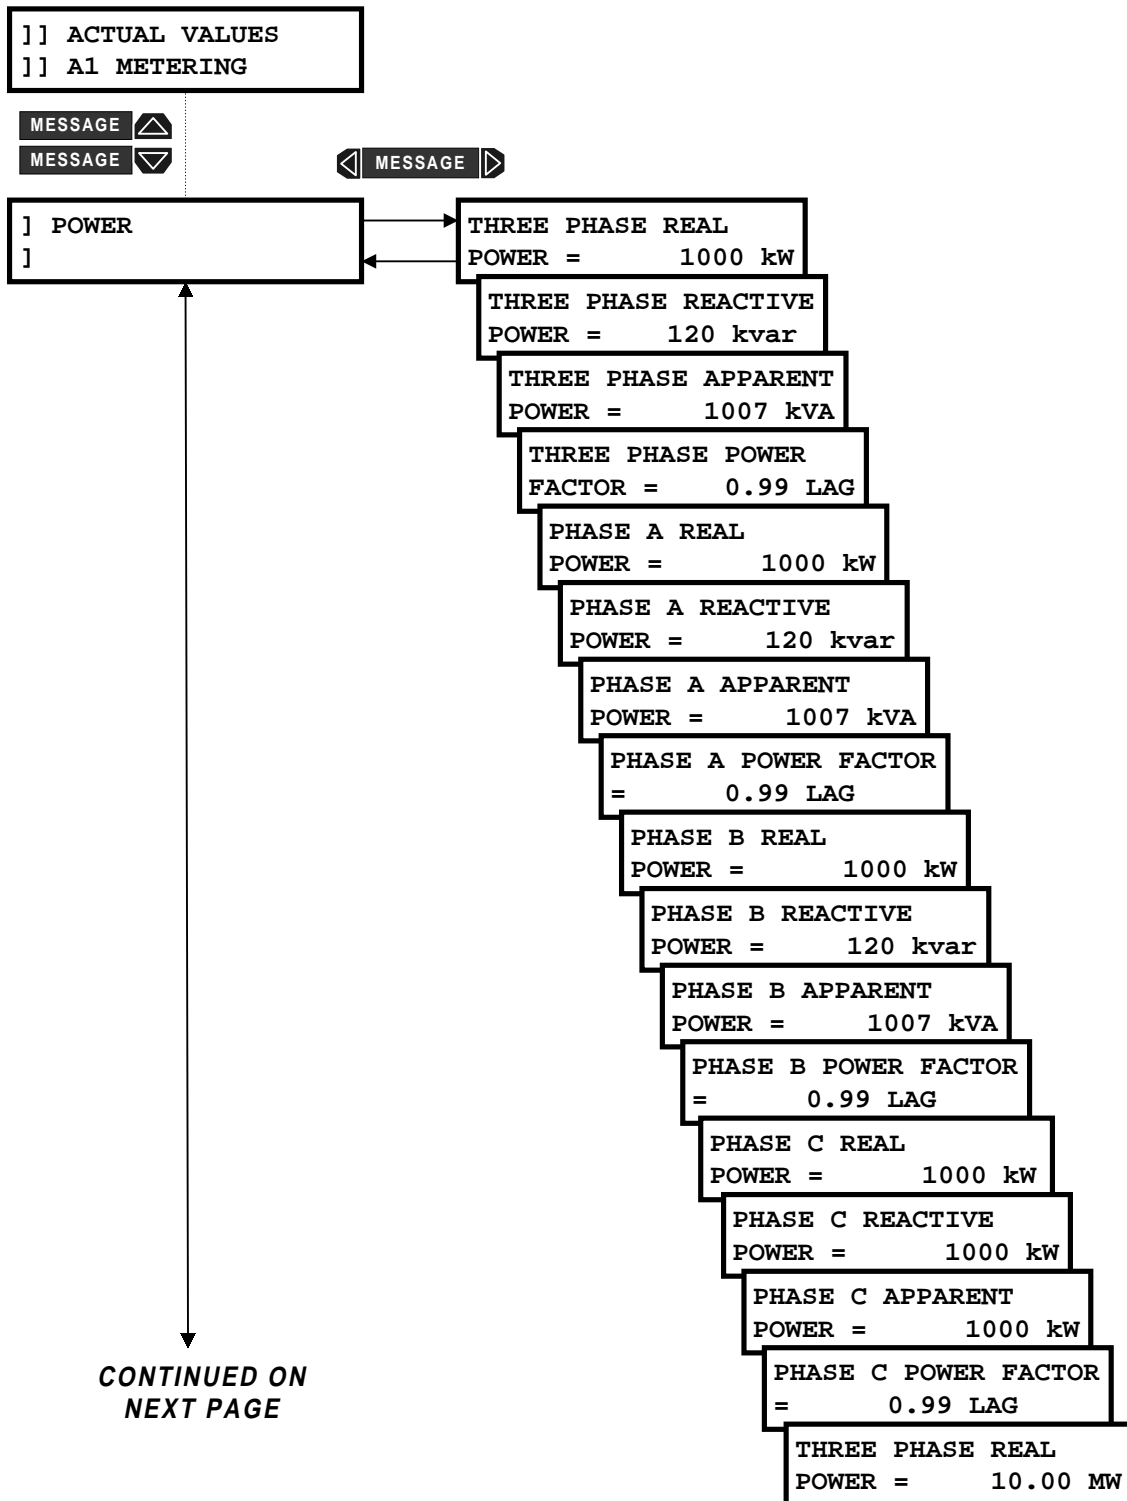 ]] ACTUAL VALUES
]] A1 METERING
MESSAGE
MESSAGE
MESSAGE
] POWER
]
THREE PHASE REAL
POWER = 1000 kW
THREE PHASE REACTIVE
POWER = 120 kvar
THREE PHASE APPARENT
POWER = 1007 kVA
THREE PHASE POWER
FACTOR = 0.99 LAG
PHASE A REAL
POWER = 1000 kW
PHASE A REACTIVE
POWER = 120 kvar
PHASE A APPARENT
POWER = 1007 kVA
PHASE A POWER FACTOR
= 0.99 LAG
PHASE B REAL
POWER = 1000 kW
PHASE B REACTIVE
POWER = 120 kvar
PHASE B APPARENT
POWER = 1007 kVA
PHASE B POWER FACTOR
= 0.99 LAG
PHASE C REAL
POWER = 1000 kW
PHASE C REACTIVE
POWER = 1000 kW
PHASE C APPARENT
POWER = 1000 kW
PHASE C POWER FACTOR
= 0.99 LAG
THREE PHASE REAL
POWER = 10.00 MW
CONTINUED ON
NEXT PAGE